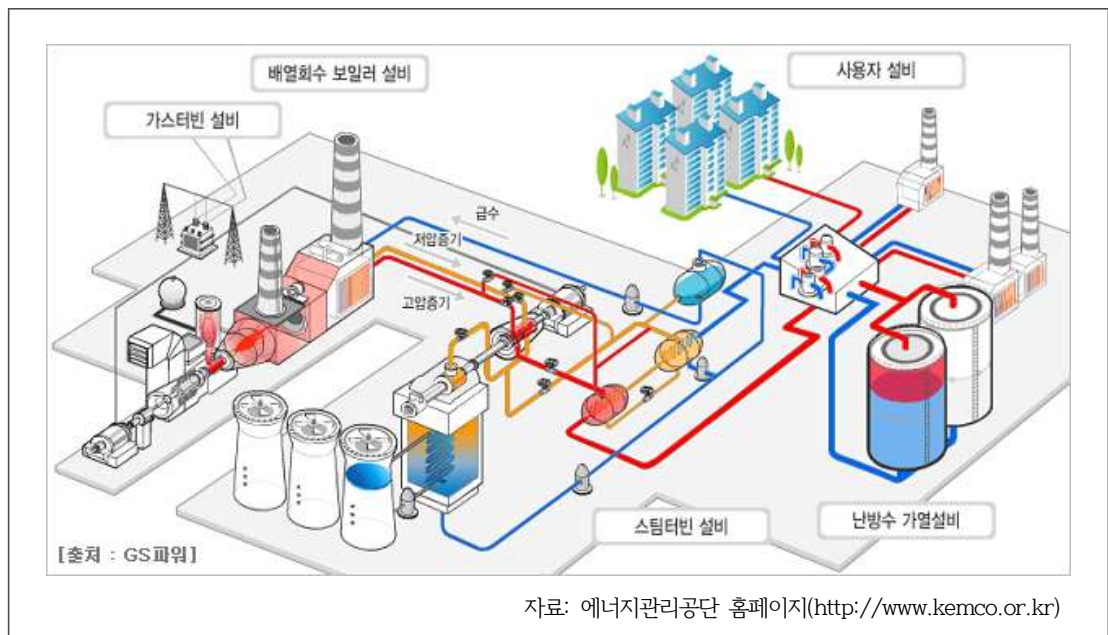 배열회수 보일러 설비
사용자 설비
가스터빈 설비
급수
저압증기
고압증기
스팀터빈 설비
난방수 가열설비
[출처 : GS파워]
자료: 에너지관리공단 홈페이지(http://www.kemco.or.kr)